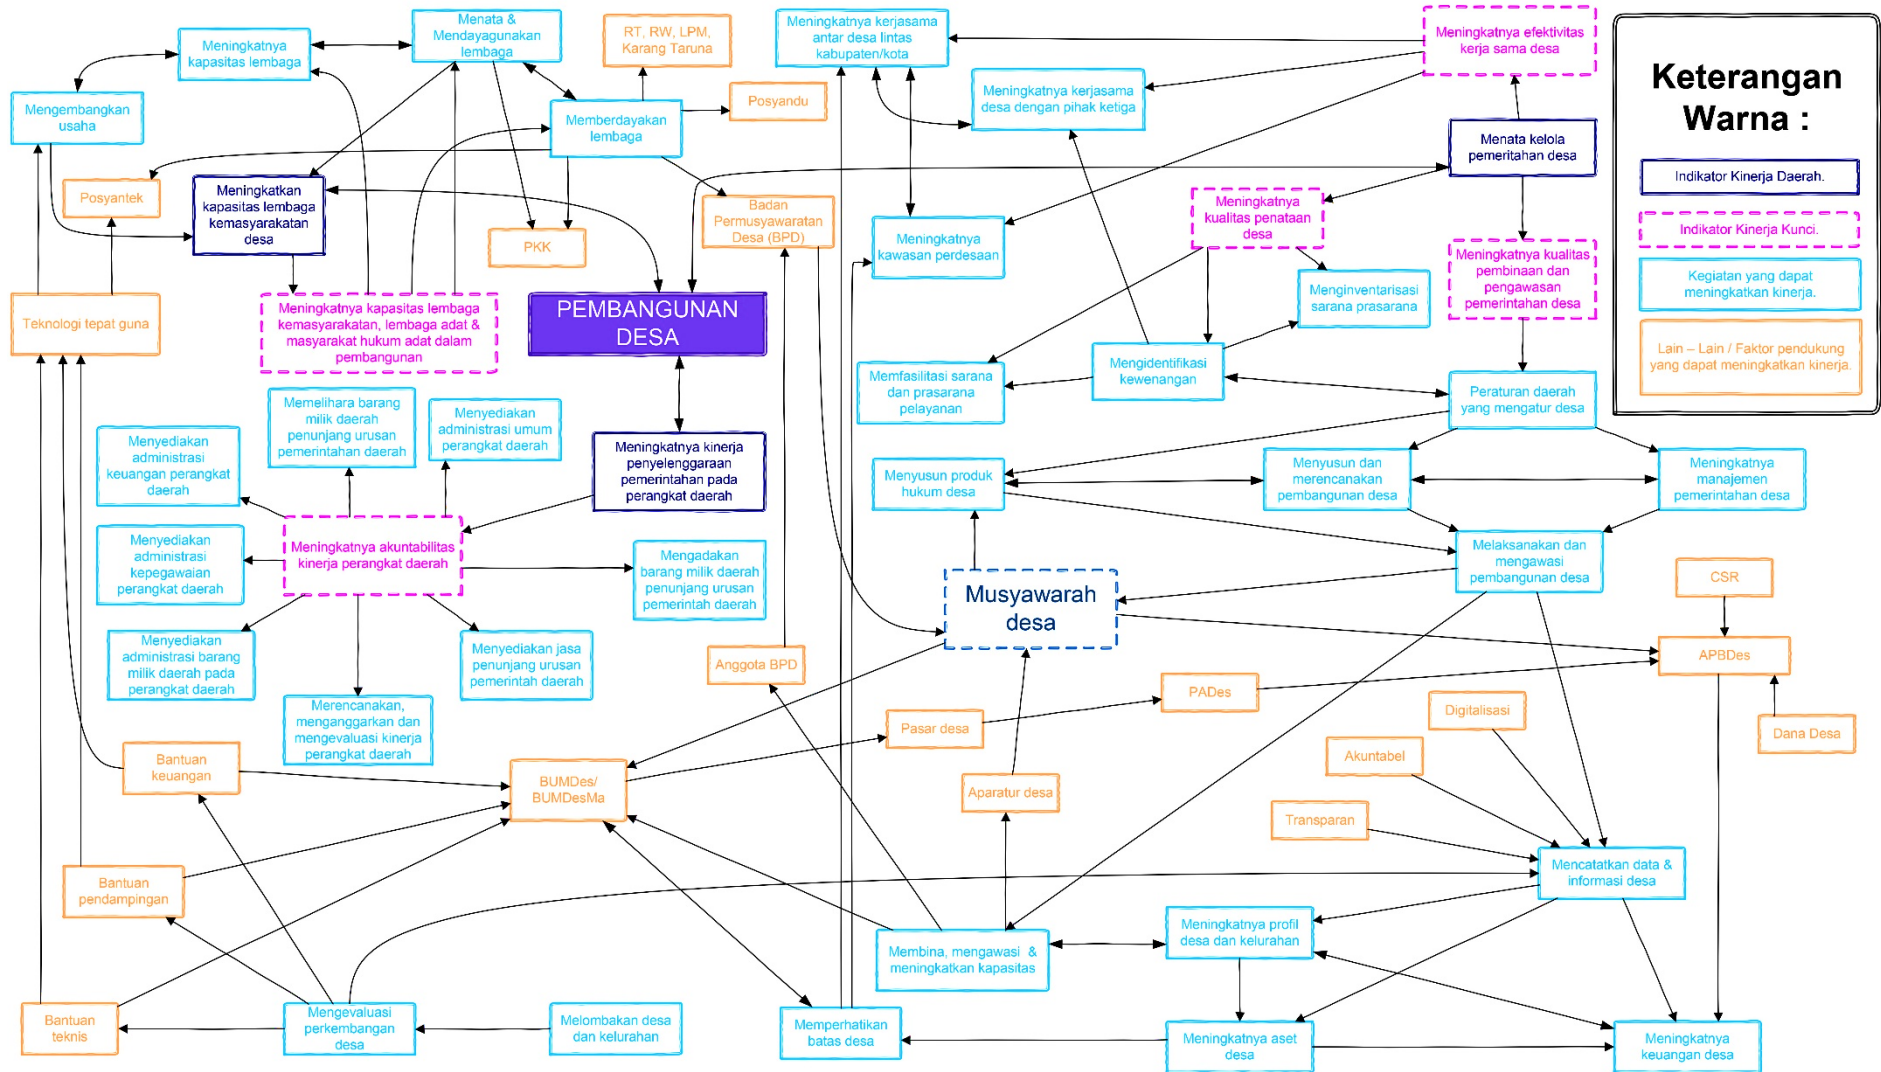 Meningkatnya
kapasitas lembaga
Menata &
Mendayagunakan
lembaga
RT, RW, LPM,
Karang Taruna
Meningkatnya kerjasama
antar desa lintas
kabupaten/kota
Meningkatnya efektivitas
kerja sama desa
Mengembangkan
usaha
Memberdayakan
lembaga
Posyandu
Meningkatnya kerjasama
desa dengan pihak ketiga
Menata kelola
pemeritahan desa
Posyantek
Meningkatkan
kapasitas lembaga
kemasyarakatan
desa
PKK
Badan
Permusyawaratan
Desa (BPD)
Meningkatnya
kawasan perdesaan
Meningkatnya
kualitas penataan
desa
Meningkatnya kualitas
pembinaan dan
pengawasan
pemerintahan desa
Menginventarisasi
sarana prasarana
Teknologi tepat guna
Meningkatnya kapasitas lembaga
kemasyarakatan, lembaga adat &
masyarakat hukum adat dalam
pembangunan
PEMBANGUNAN
DESA
Memfasilitasi sarana
dan prasarana
pelayanan
Mengidentifikasi
kewenangan
Peraturan daerah
yang mengatur desa
Keterangan
Warna :
Indikator Kinerja Daerah.
Indikator Kinerja Kunci.
Kegiatan yang dapat
meningkatkan kinerja.
Lain – Lain / Faktor pendukung
yang dapat meningkatkan kinerja.
Memelihara barang
milik daerah
penunjang urusan
pemerintahan daerah
Menyediakan
administrasi umum
perangkat daerah
Menyediakan
administrasi
keuangan perangkat
daerah
Meningkatnya kinerja
penyelenggaraan
pemerintahan pada
perangkat daerah
Menyusun produk
hukum desa
Menyusun dan
merencanakan
pembangunan desa
Meningkatnya
manajemen
pemerintahan desa
Menyediakan
administrasi
kepegawaian
perangkat daerah
Meningkatnya akuntabilitas
kinerja perangkat daerah
Mengadakan
barang milik daerah
penunjang urusan
pemerintah daerah
Musyawarah
desa
Melaksanakan dan
mengawasi
pembangunan desa
CSR
Menyediakan
administrasi barang
milik daerah pada
perangkat daerah
Menyediakan jasa
penunjang urusan
pemerintah daerah
Anggota BPD
APBDes
Merencanakan,
menganggarkan dan
mengevaluasi kinerja
perangkat daerah
Pasar desa
PADes
Digitalisasi
Dana Desa
Bantuan
keuangan
BUMDes/
BUMDesMa
Aparatur desa
Akuntabel
Transparan
Bantuan
pendampingan
Mencatatkan data &
informasi desa
Membina, mengawasi &
meningkatkan kapasitas
Meningkatnya profil
desa dan kelurahan
Bantuan
teknis
Mengevaluasi
perkembangan
desa
Melombakan desa
dan kelurahan
Memperhatikan
batas desa
Meningkatnya aset
desa
Meningkatnya
keuangan desa